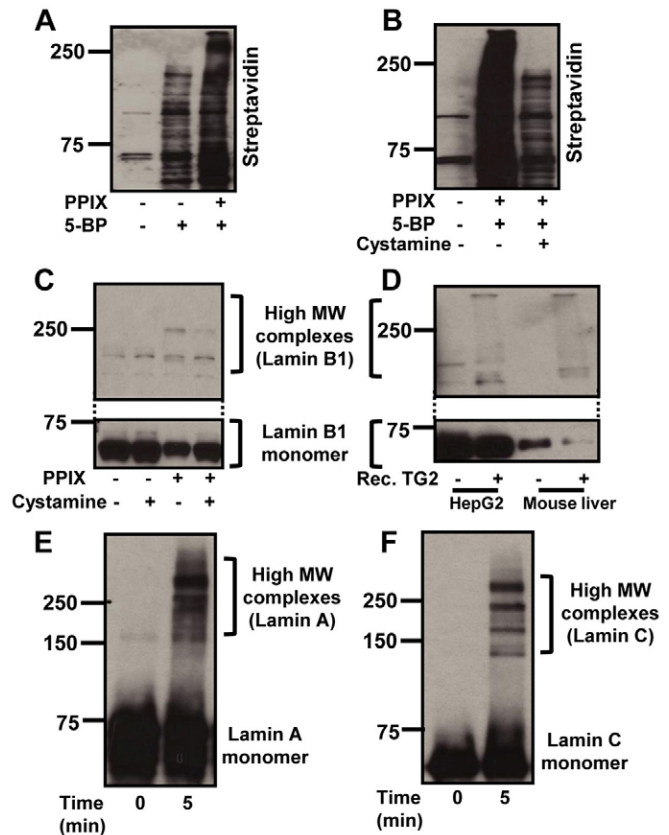 A
250
75
Streptavidin
PPIX - - +
5-BP - + +
B
250
75
Streptavidin
PPIX - + +
5-BP - + +
Cystamine - - +
C
250
High MW
complexes
(Lamin B1)
75
Lamin B1
monomer
PPIX - - + +
Cystamine - + - +
D
250
75
Rec. TG2 - + - +
HepG2 Mouse liver
E
250
150
75
High MW
complexes
(Lamin A)
Lamin A
monomer
Time 0 5
(min)
F
250
150
75
High MW
complexes
(Lamin C)
Lamin C
monomer
Time 0 5
(min)